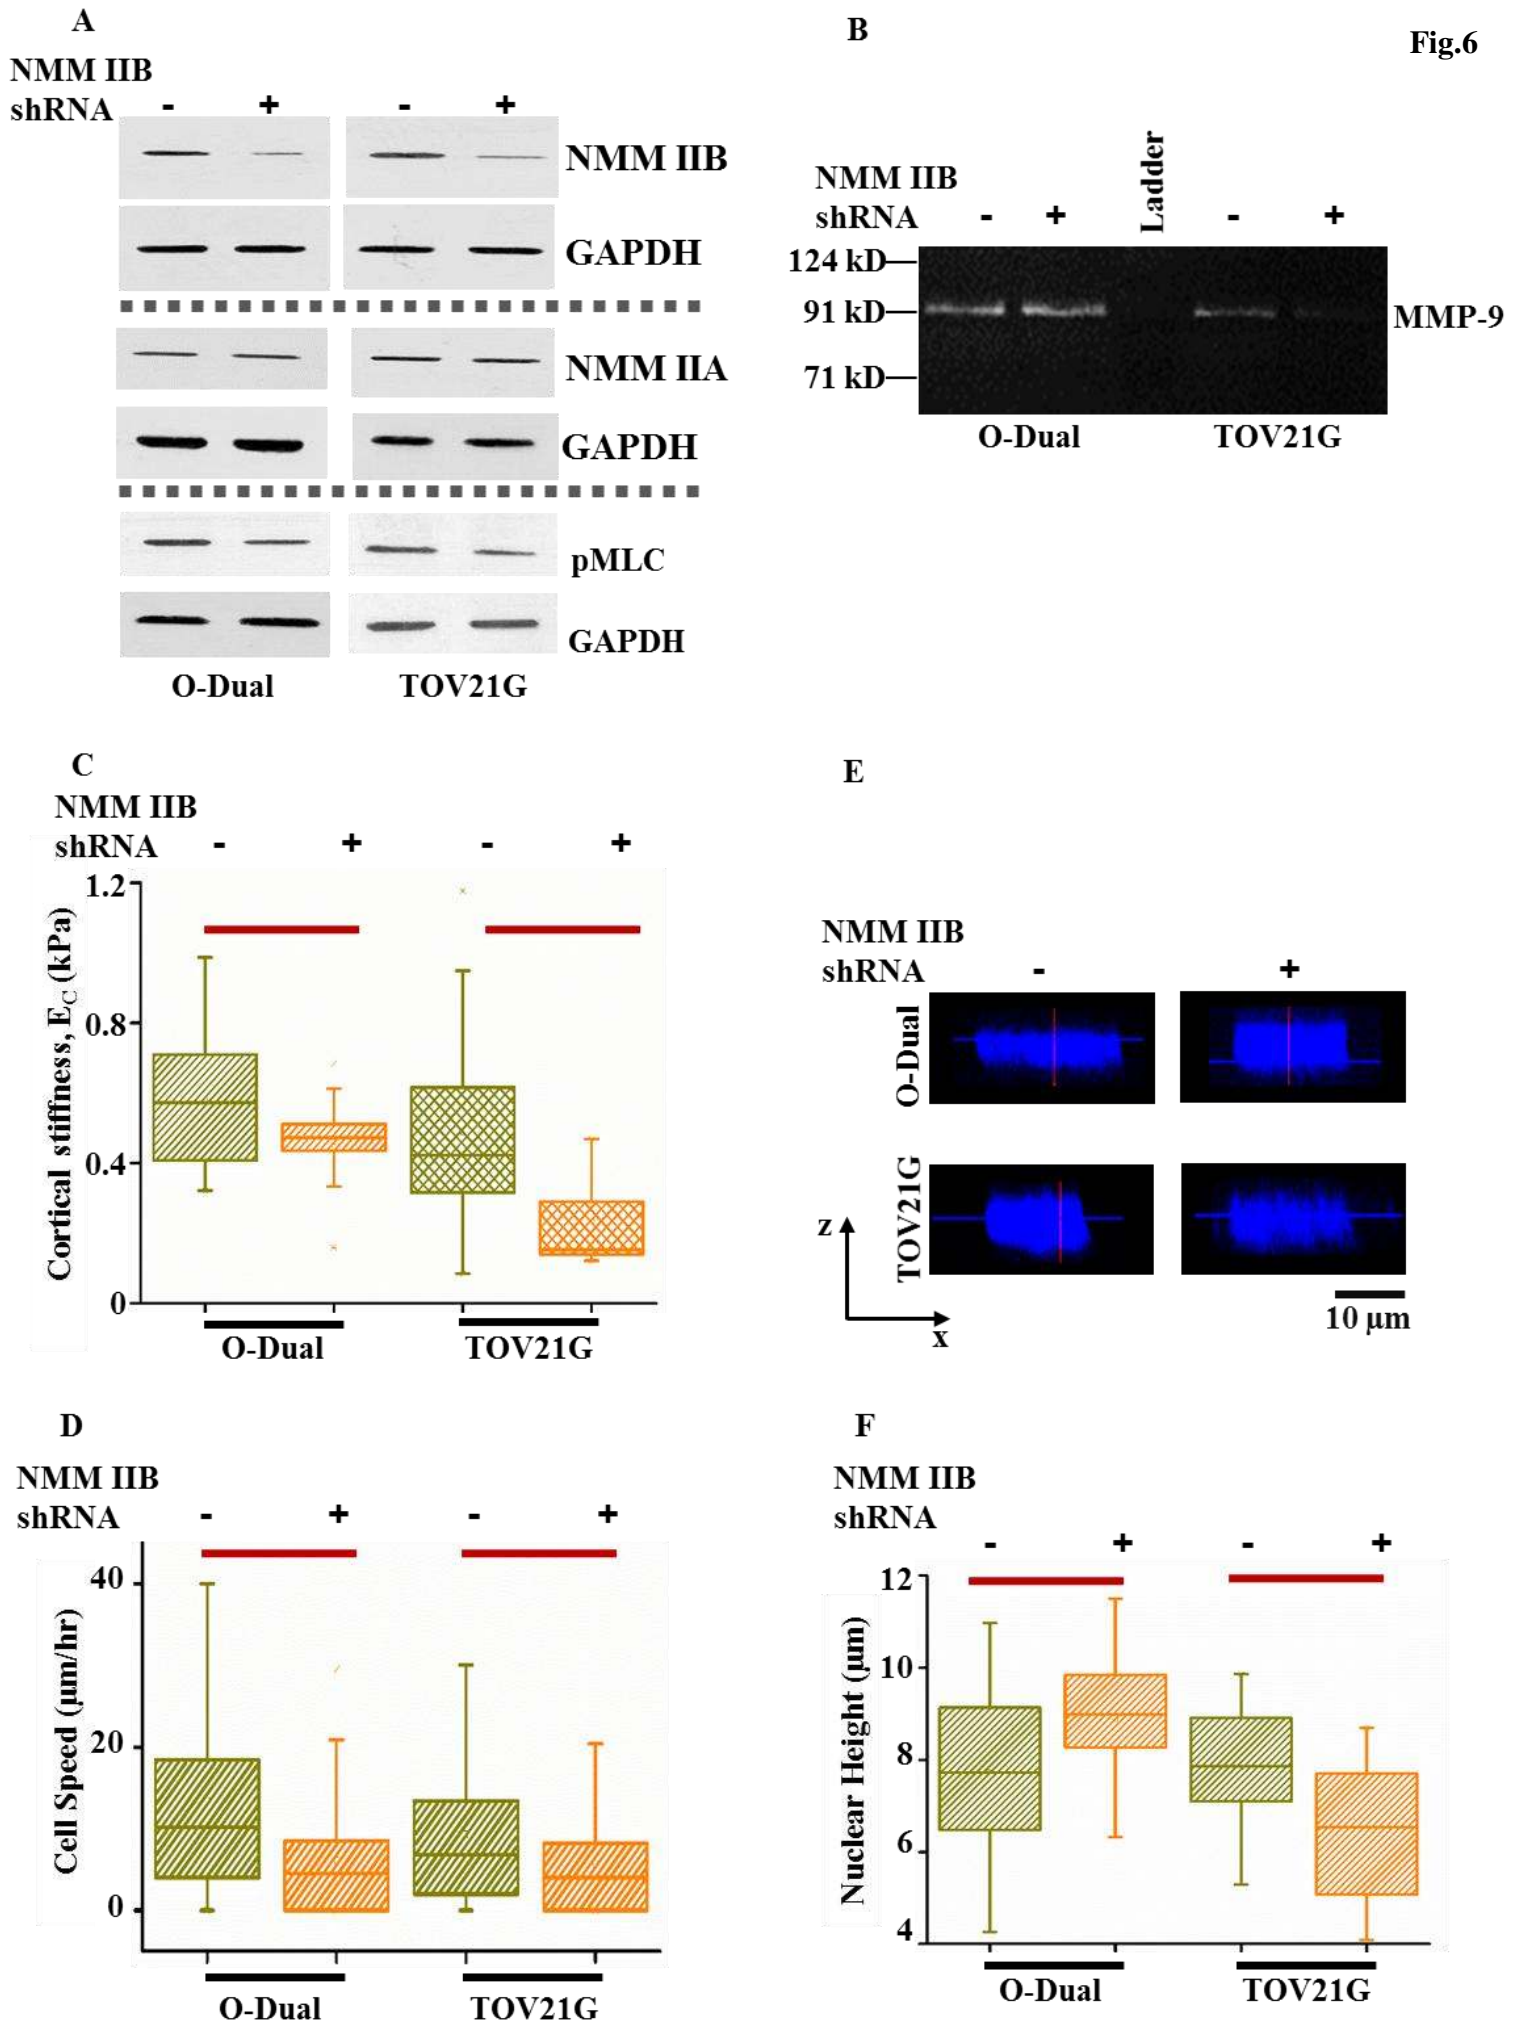 Fig.6
A
NMM IIB
shRNA - + - +
NMM IIB
GAPDH
NMM IIA
GAPDH
pMLC
GAPDH
O-Dual TOV21G
B
NMM IIB
shRNA - + Ladder - +
124 kD
91 kD
71 kD
MMP-9
O-Dual TOV21G
C
NMM IIB
shRNA - + - +
Cortical stiffness, EC (kPa)
1.2
0.8
0.4
0
O-Dual TOV21G
E
NMM IIB
shRNA - +
O-Dual
TOV21G
z
x
10 μm
D
NMM IIB
shRNA - + - +
Cell Speed (μm/hr)
40
20
0
O-Dual TOV21G
F
NMM IIB
shRNA
- + - +
Nuclear Height (μm)
12
10
8
6
4
O-Dual TOV21G